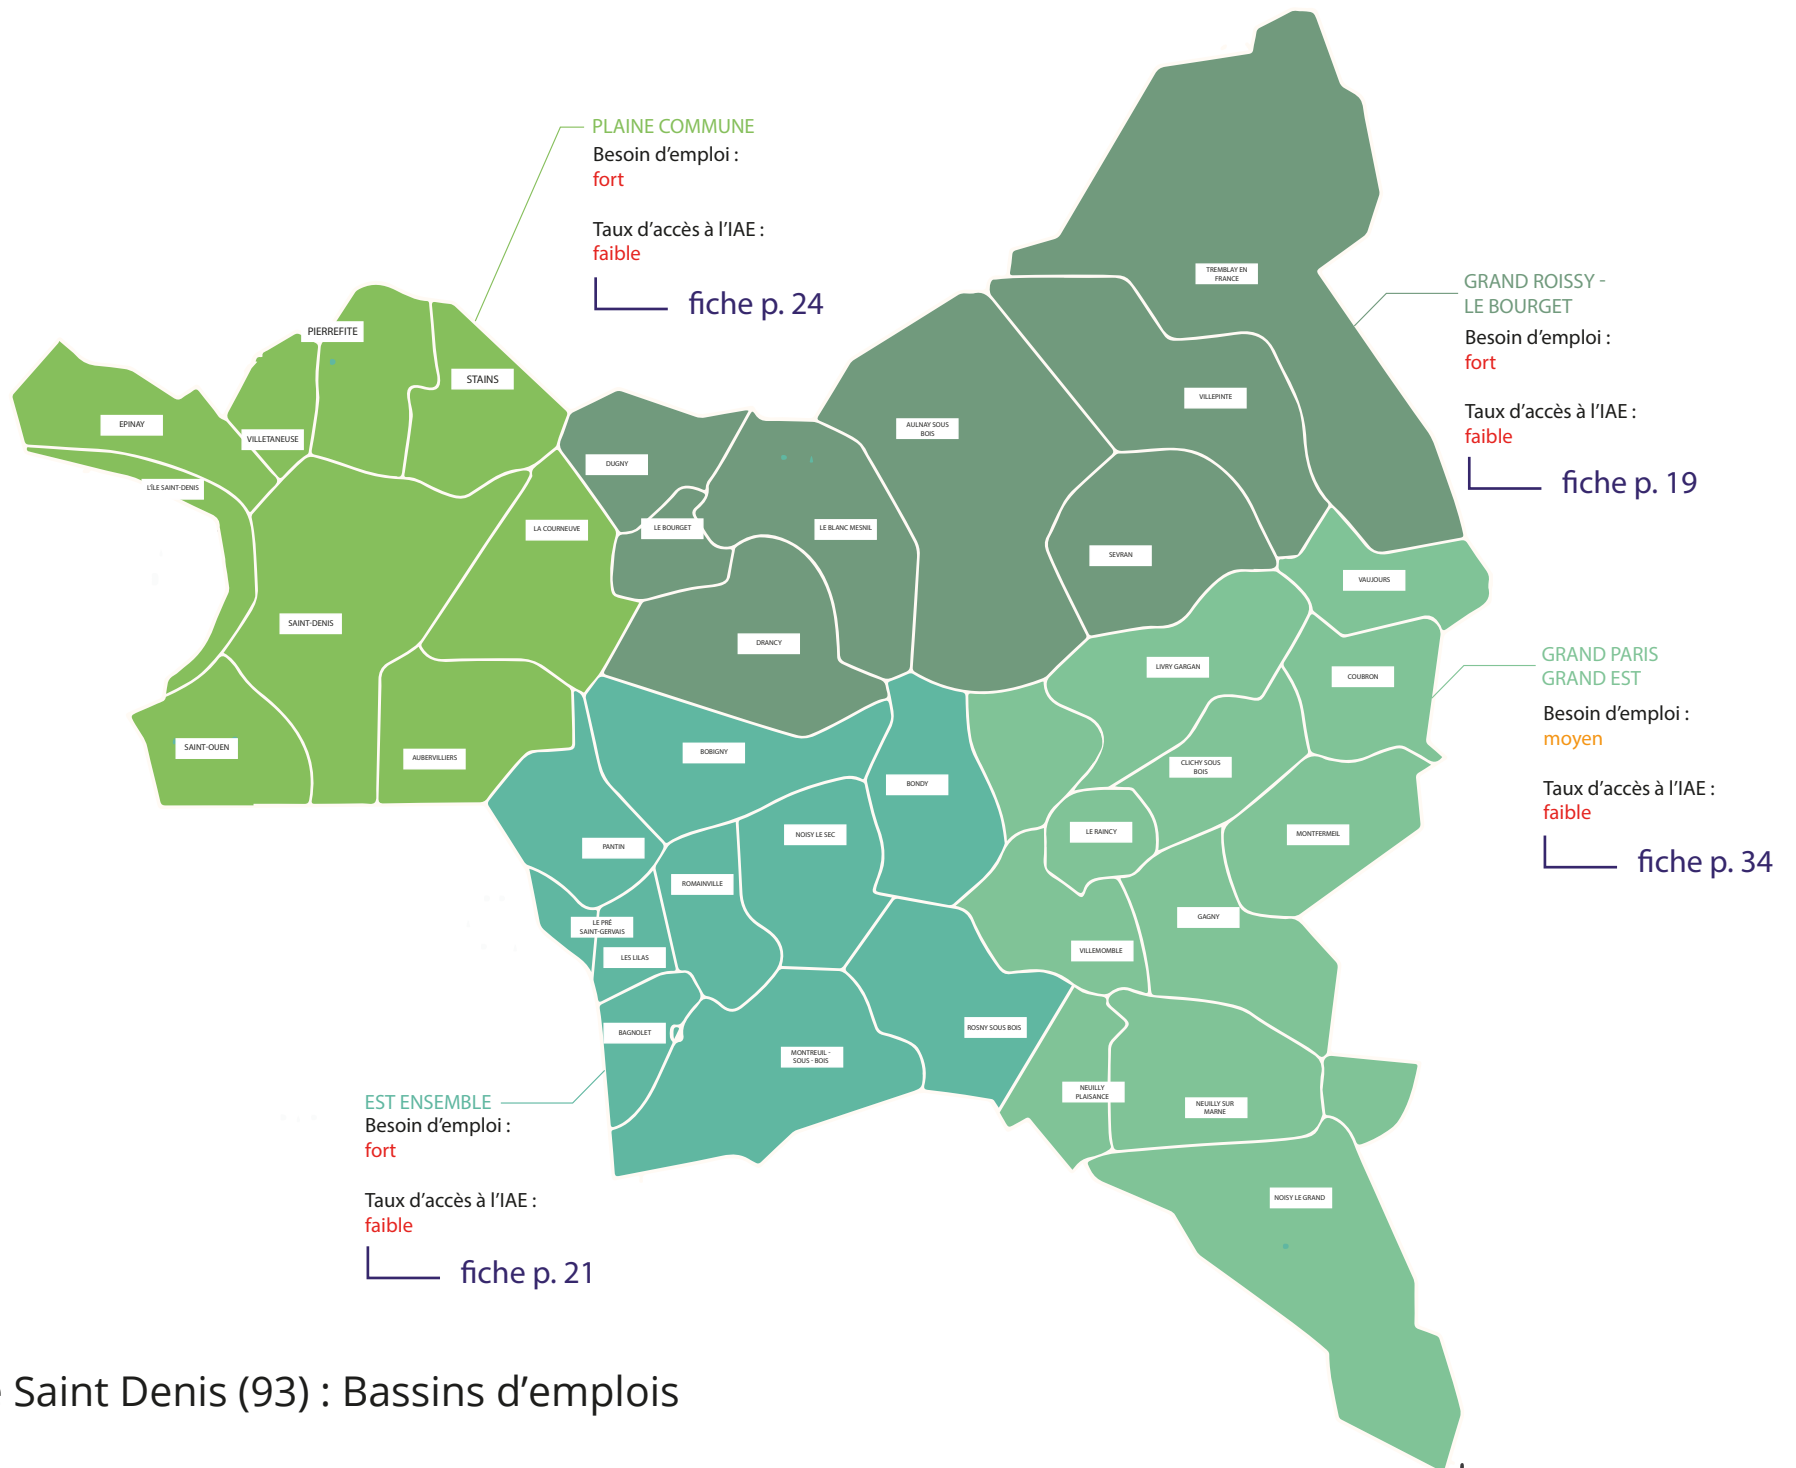 PLAINE COMMUNE
Besoin d’emploi :
fort
Taux d’accès à l’IAE :
faible
fiche p. 24
GRAND ROISSY -
LE BOURGET
Besoin d’emploi :
fort
Taux d’accès à l’IAE :
faible
fiche p. 19
GRAND PARIS
GRAND EST
Besoin d’emploi :
moyen
Taux d’accès à l’IAE :
faible
fiche p. 34
EST ENSEMBLE
Besoin d’emploi :
fort
Taux d’accès à l’IAE :
faible
fiche p. 21
PIERREFITE
STAINS
EPINAY
VILLETANEUSE
L'ÎLE SAINT-DENIS
LA COURNEUVE
SAINT-DENIS
SAINT-OUEN
AUBERVILLIERS
TREMBLAY EN
FRANCE
VILLEPINTE
AULNAY SOUS
BOIS
DUGNY
LE BOURGET
LE BLANC MESNIL
SEVRAN
DRANCY
VAUJOURS
LIVRY GARGAN
COUBRON
CLICHY SOUS
BOIS
LE RAINCY
MONTFERMEIL
GAGNY
VILLEMOMBLE
NEUILLY
PLAISANCE
NEUILLY SUR
MARNE
NOISY LE GRAND
BOBIGNY
BONDY
NOISY LE SEC
PANTIN
ROMAINVILLE
LE PRÉ
SAINT-GERVAIS
LES LILAS
BAGNOLET
MONTREUIL -
SOUS - BOIS
ROSNY SOUS BOIS
Saint Denis (93) : Bassins d’emplois